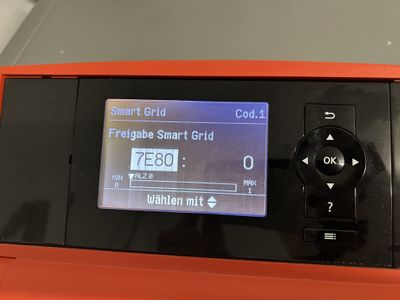 Smart Grid Cod.1
Freigabe Smart Grid
7E80 : 0
MIN ALZ 0 MAX
0 1
Wählen mit
OK
?